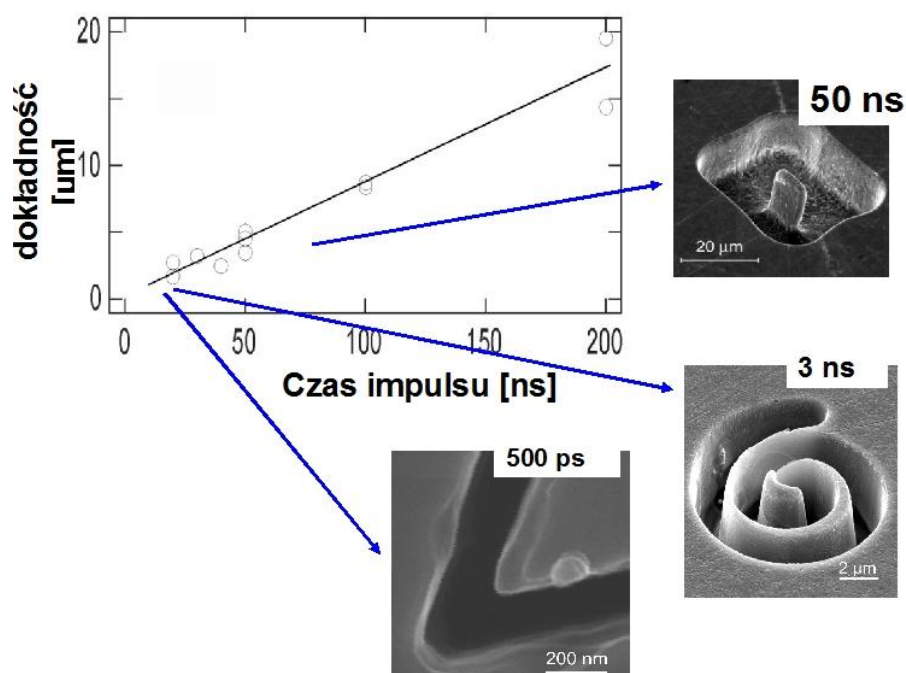 20
10
0
dokładność
[um]
0
50
100
150
200
Czas impulsu [ns]
50 ns
20 µm
3 ns
2 µm
500 ps
200 nm